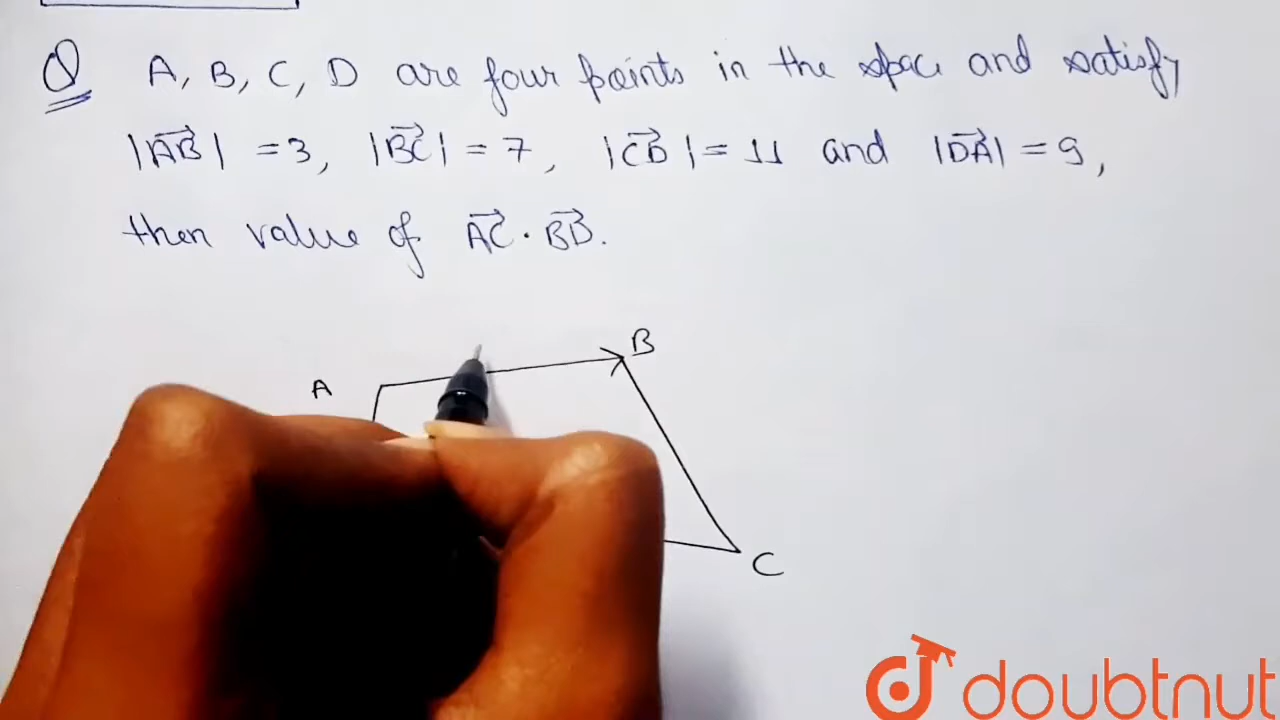 Q A, B, C, D are four points in the space and satisfy
|AB| = 3, |BC| = 7, |CD| = 11 and |DA| = 9,
then value of AC · BD.
A
B
C
doubtnut